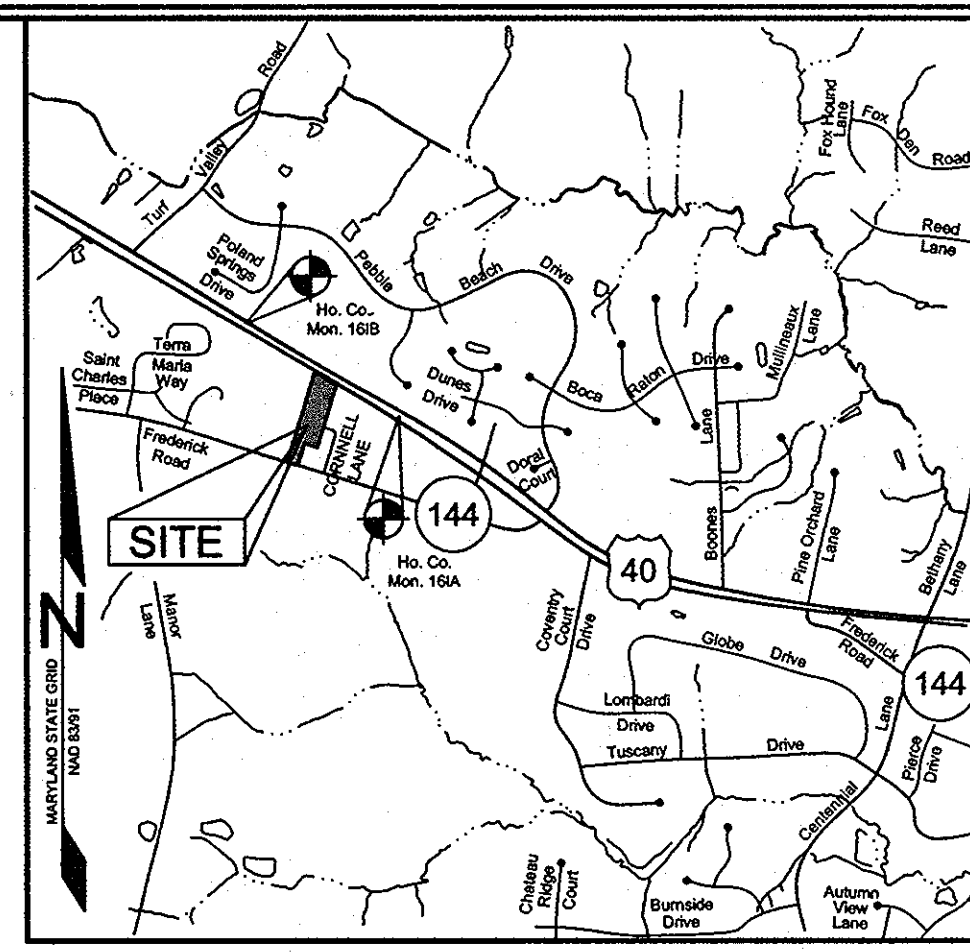 Road
Valley
Turf
Fox Hound
Lane
Fox Den Road
Reed
Lane
Poland
Springs
Drive
Pebble Beach Drive
Ho. Co.
Mon. 16IB
Terra
Maria
Way
Saint
Charles
Place
Frederick
Road
CORNNELL
LANE
Dunes
Drive
Boca Raton Drive
Mullineaux
Lane
Doral
Court
Boones Lane
Pine Orchard
Lane
Bethany
Lane
SITE
144
Ho. Co.
Mon. 16IA
40
Manor
Lane
Coventry
Court
Drive
Globe Drive
Frederick
Road
144
Lombardi
Drive
Tuscany Drive
Centennial Lane
Pierce
Drive
N
MARYLAND STATE GRID
NAD 83/91
Chateau
Ridge
Court
Burnside
Drive
Autumn
View
Lane